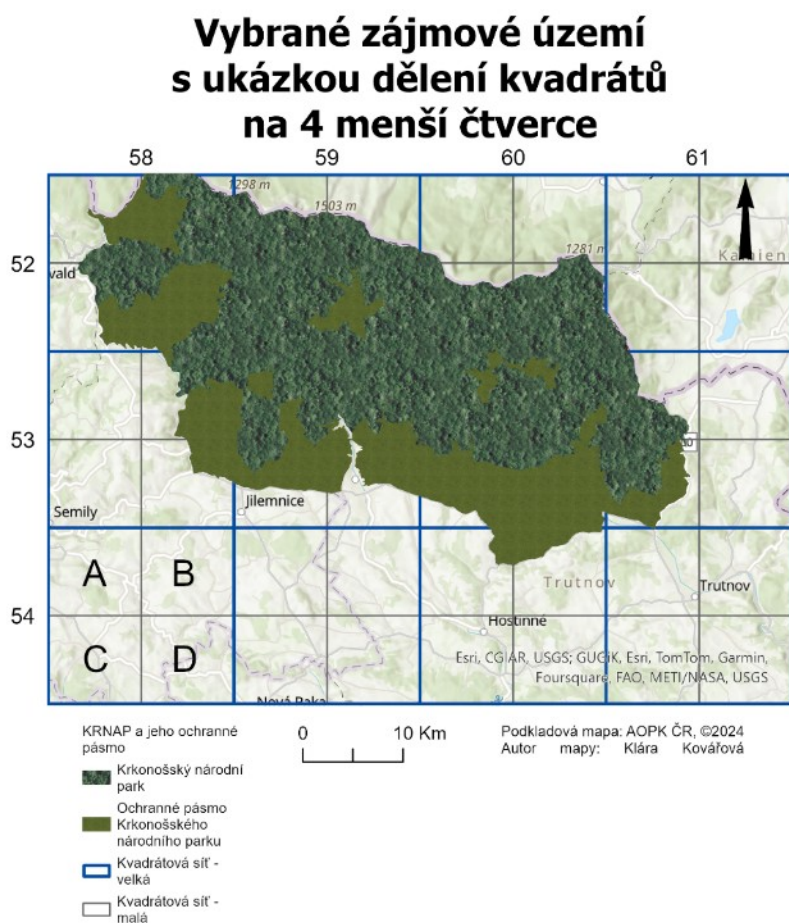 Vybrané zájmové území
s ukázkou dělení kvadrátů
na 4 menší čtverce
58 59 60 61
1298 m
1503 m
1281 m
52
vald
Kamien
53
Jilemnice
Semily
A B
Trutnov
Trutnov
54
Hostinné
C D
Esri, CGIAR, USGS; GUGiK, Esri, TomTom, Garmin,
Foursquare, FAO, METI/NASA, USGS
Nová Paka
KRNAP a jeho ochranné
pásmo
0 10 Km
Podkladová mapa: AOPK ČR, ©2024
Autor mapy: Klára Kovářová
Krkonošský národní
park
Ochranné pásmo
Krkonošského
národního parku
Kvadrátová síť -
velká
Kvadrátová síť -
malá